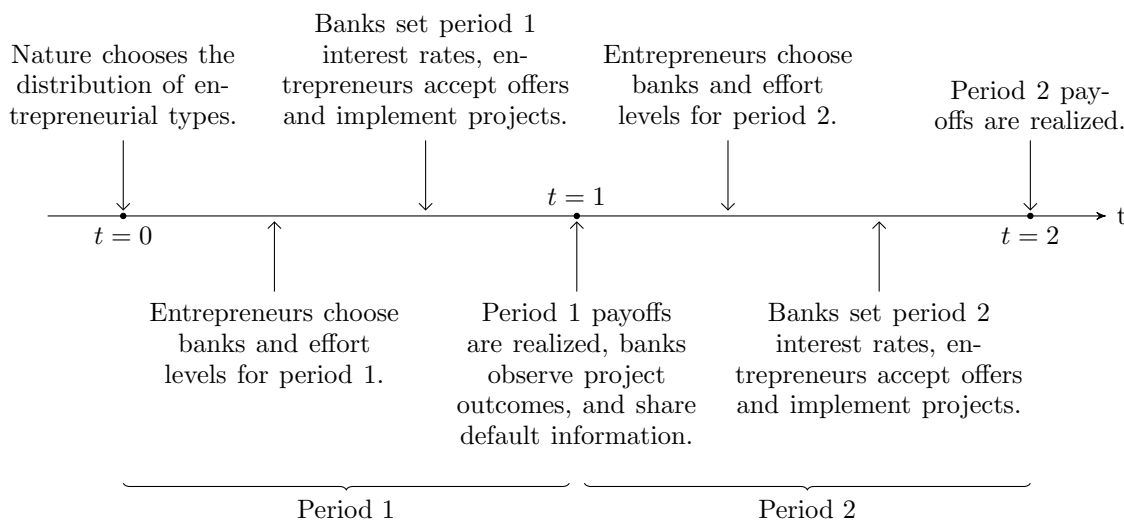 Nature chooses the
distribution of en-
trepreneurial types.
Banks set period 1
interest rates, en-
trepreneurs accept offers
and implement projects.
Entrepreneurs choose
banks and effort
levels for period 2.
Period 2 pay-
offs are realized.
t = 0
t = 1
t = 2
t
Entrepreneurs choose
banks and effort
levels for period 1.
Period 1 payoffs
are realized, banks
observe project
outcomes, and share
default information.
Banks set period 2
interest rates, en-
trepreneurs accept offers
and implement projects.
Period 1
Period 2